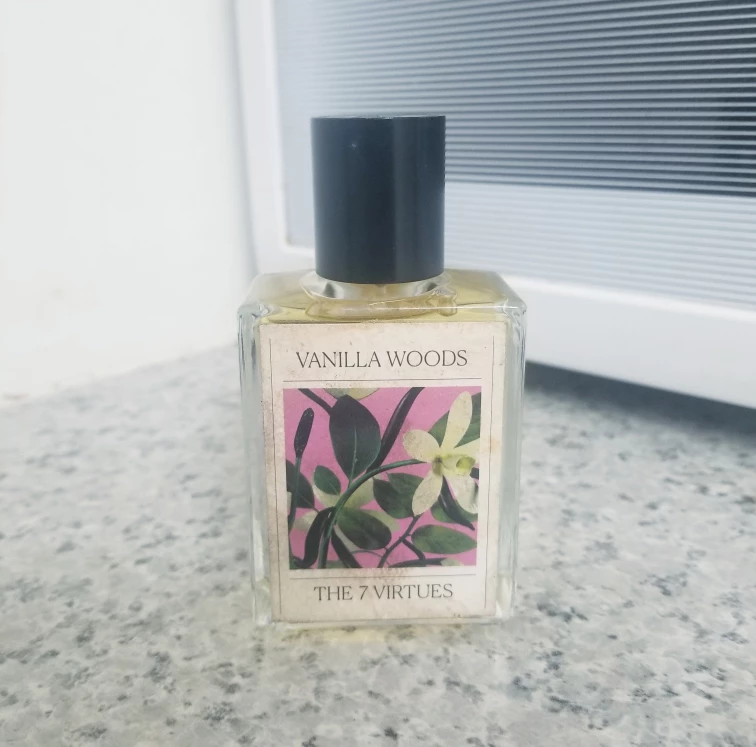 VANILLA WOODS
THE 7 VIRTUES